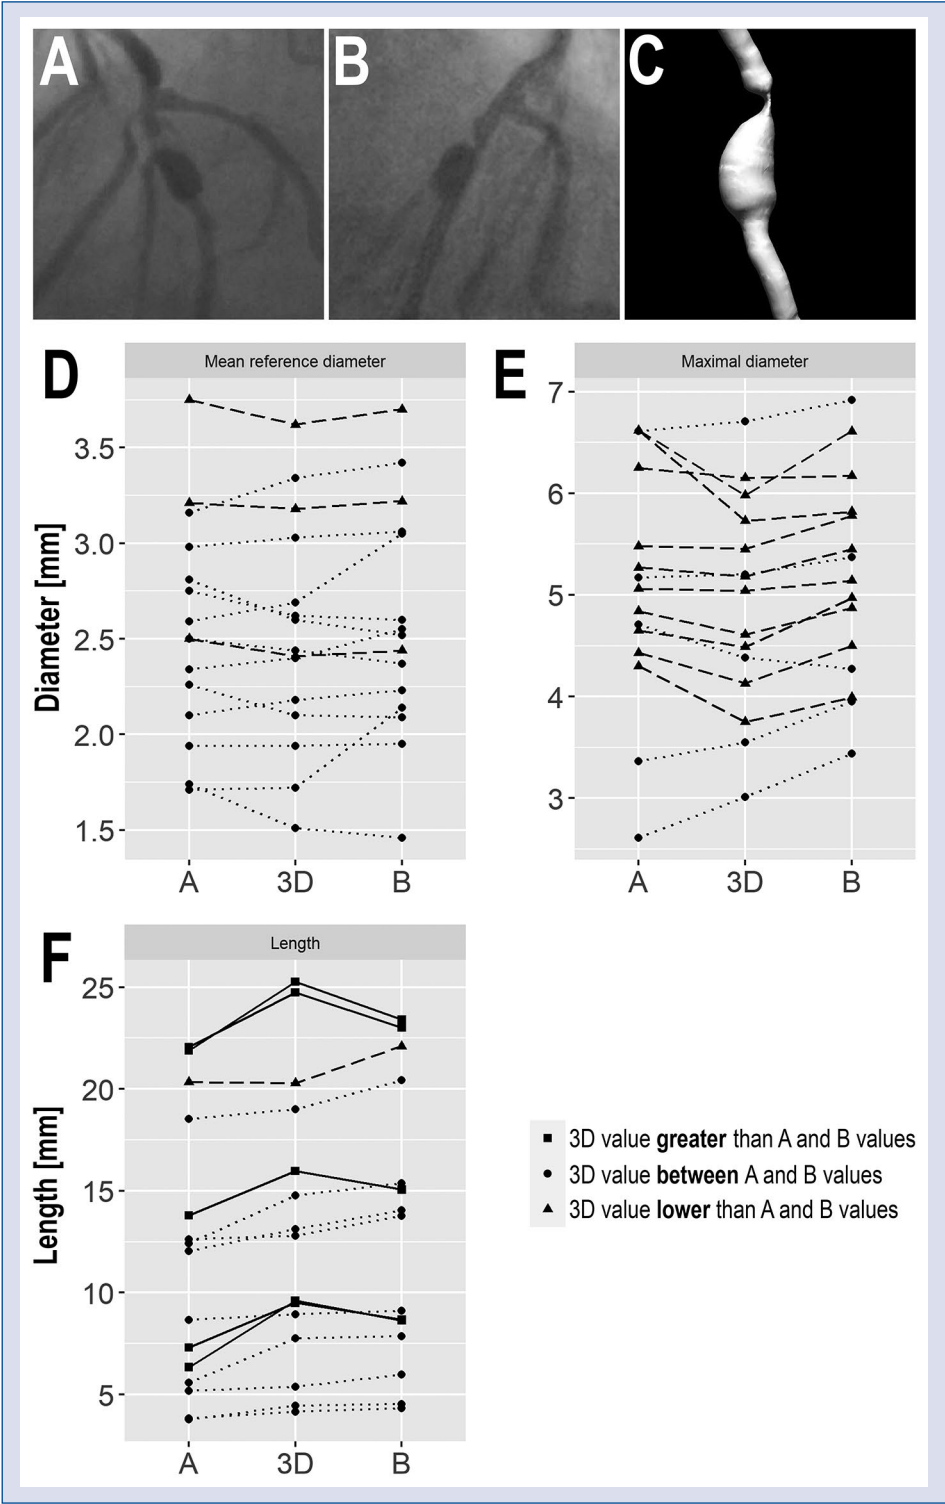 A
B
C
D
Mean reference diameter
Diameter [mm]
3.5
3.0
2.5
2.0
1.5
A 3D B
E
Maximal diameter
7
6
5
4
3
A 3D B
F
Length
Length [mm]
25
20
15
10
5
A 3D B
3D value greater than A and B values
3D value between A and B values
3D value lower than A and B values